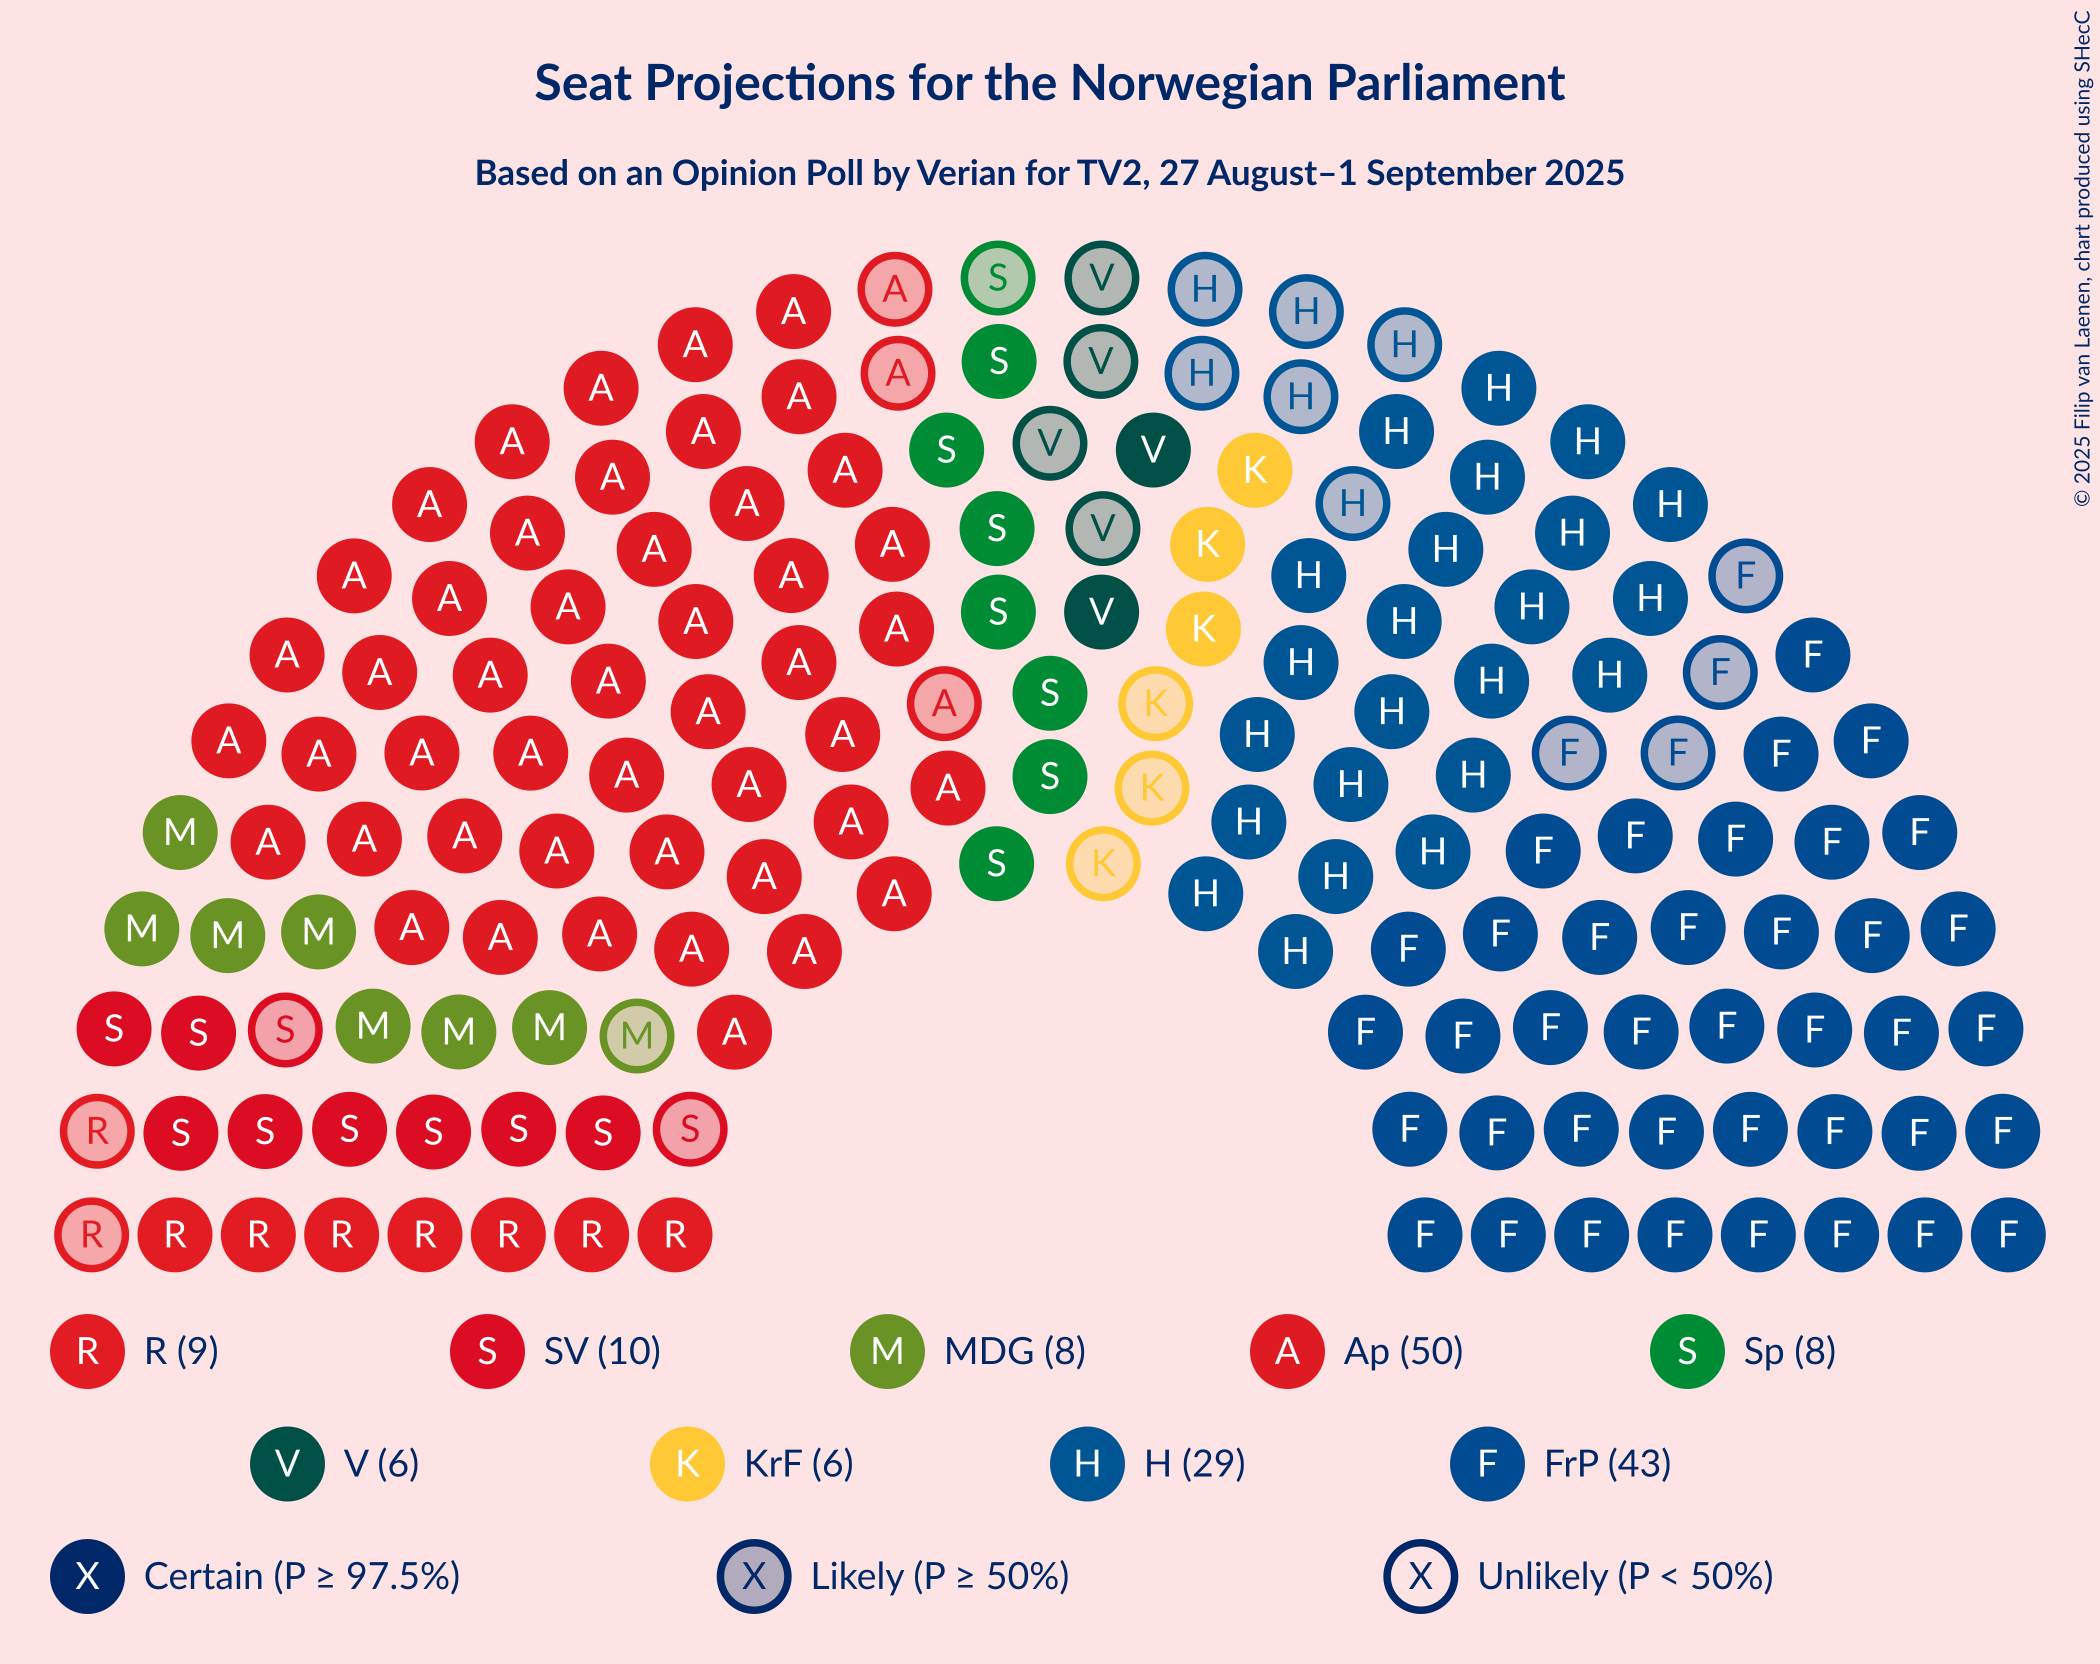 Seat Projections for the Norwegian Parliament
Based on an Opinion Poll by Verian for TV2, 27 August–1 September 2025
© 2025 Filip van Laenen, chart produced using SHecC
A S V H H H
A A H
A S V H H
A A H H
A A S V V K H H H
A A A H H H
A A S V K H H H F
A A A A S V K H H H H F
A A A A A A S K H H H H F F
A A A A A A A A S K H H H F F F F
M A A A A A A A S K H H H F F F F F
M M M A A A A A A H H F F F F F F F
S S S M M M M A F F F F F F F F
R S S S S S S S F F F F F F F F
R R R R R R R R F F F F F F F F
R R (9) S SV (10) M MDG (8) A Ap (50) S Sp (8)
V V (6) K KrF (6) H H (29) F FrP (43)
X Certain (P ≥ 97.5%) X Likely (P ≥ 50%) X Unlikely (P < 50%)